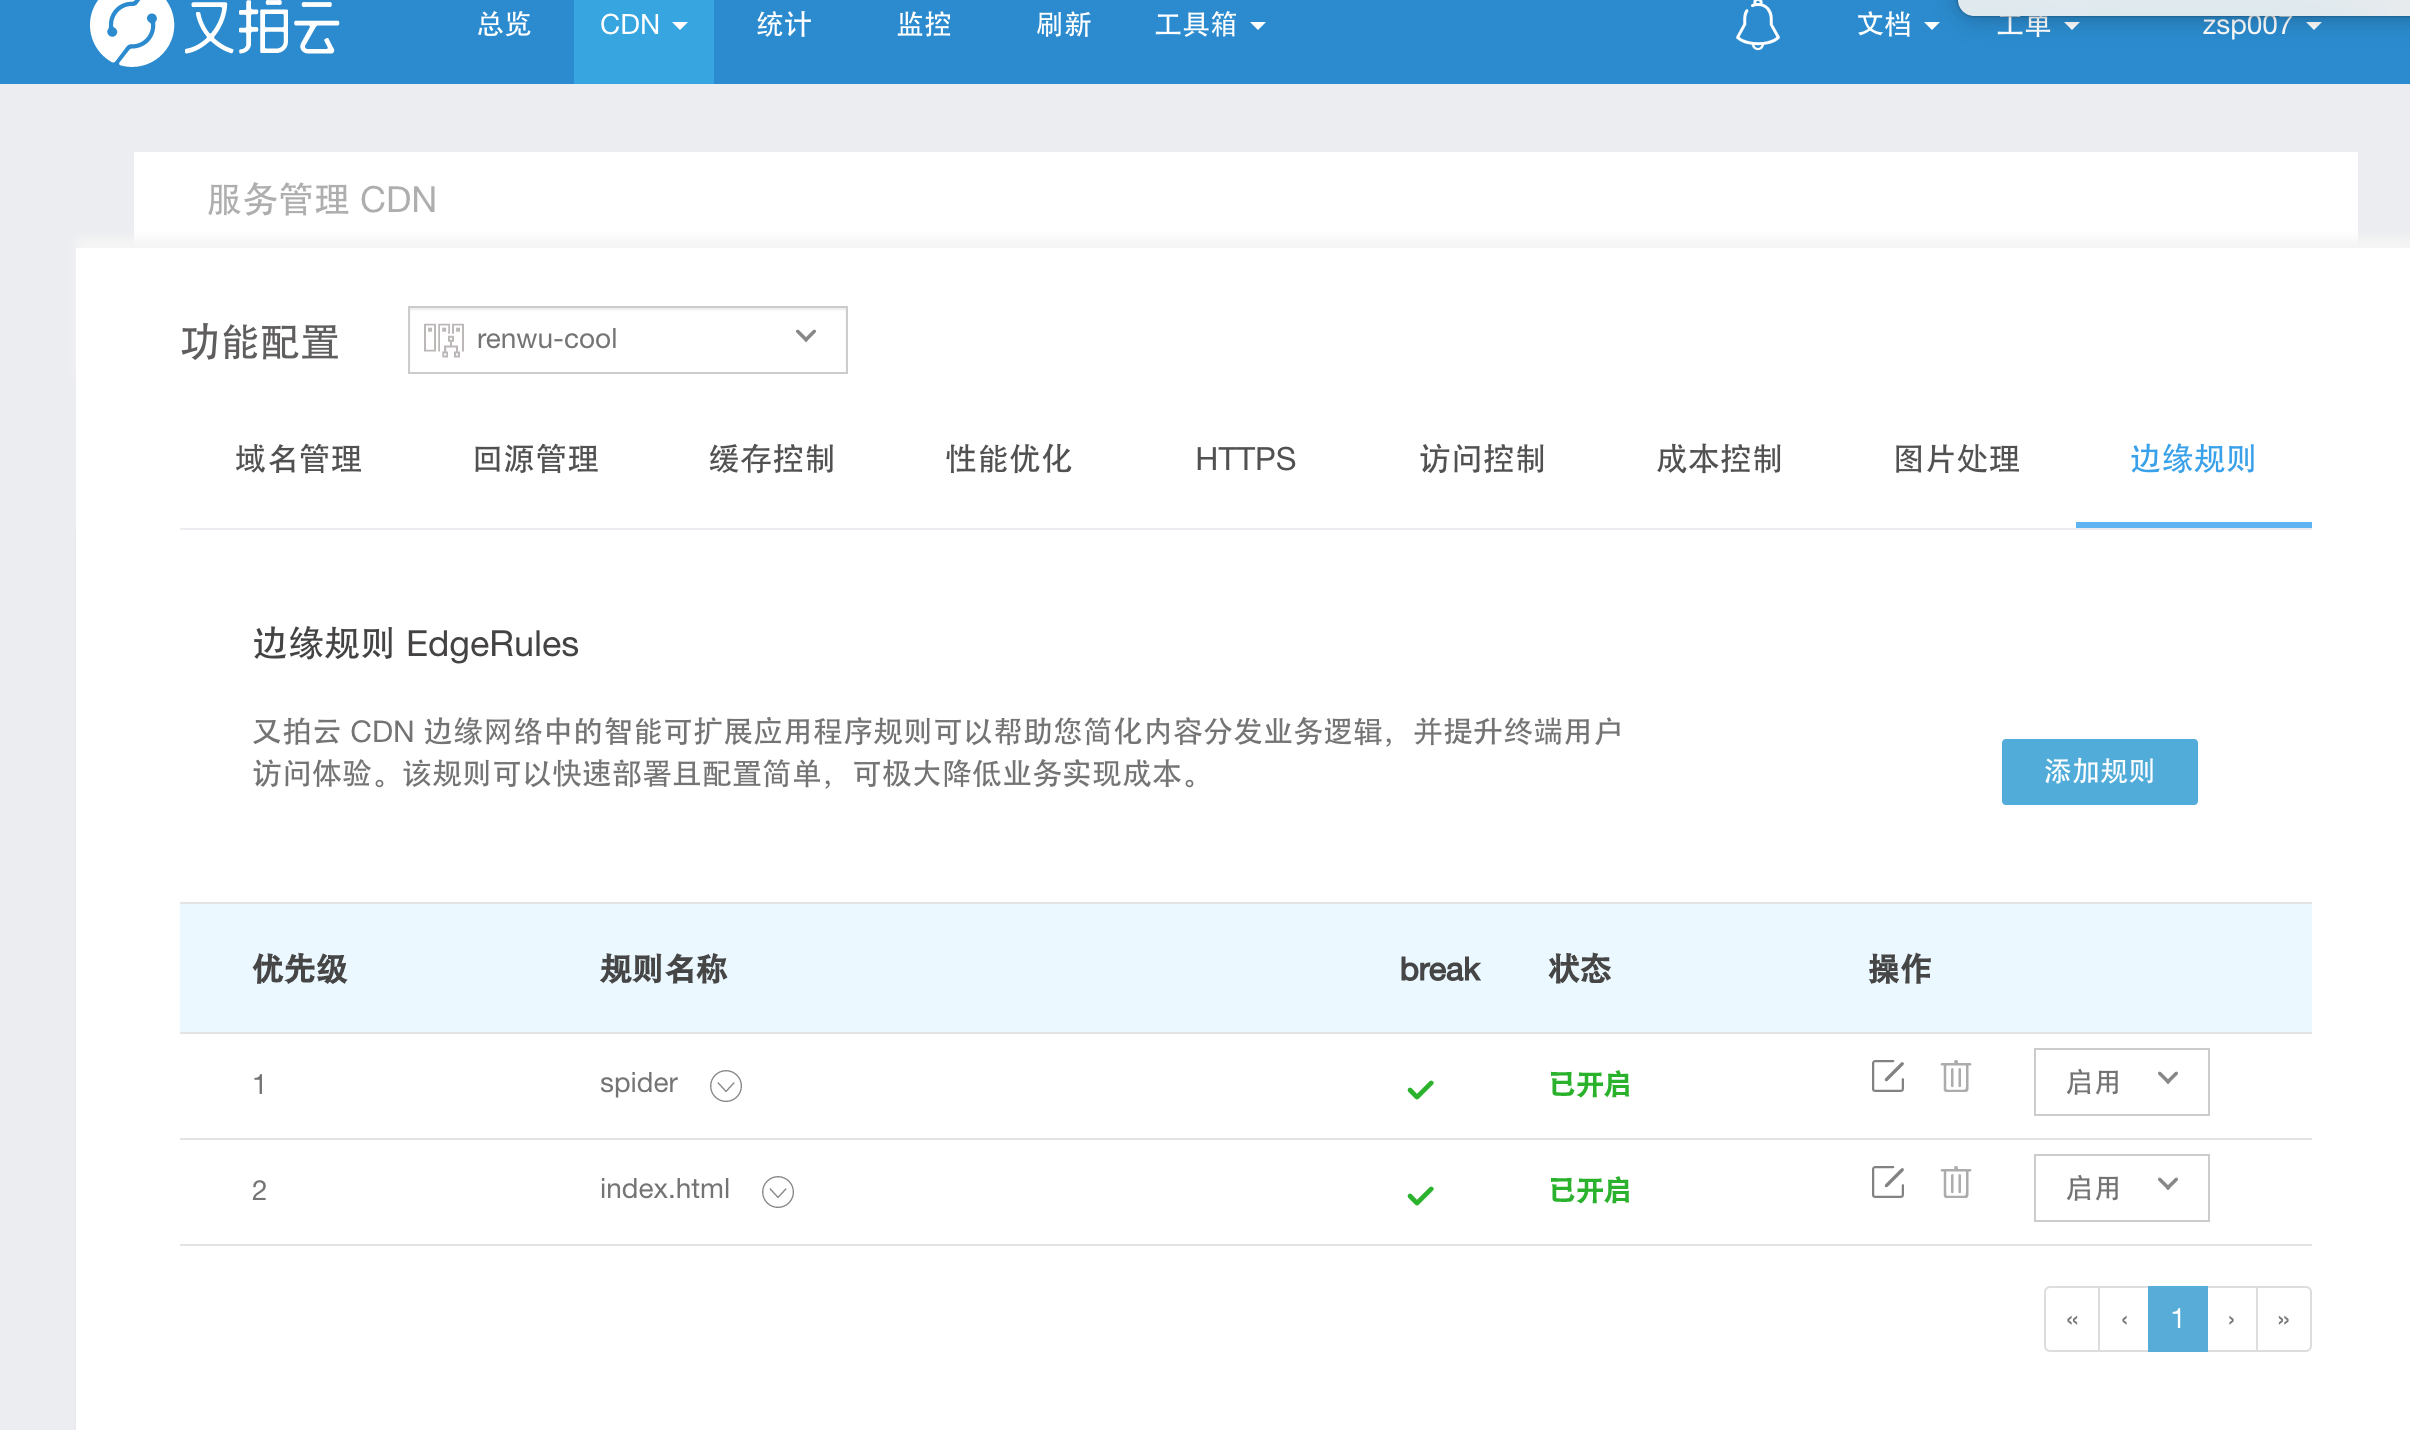 又拍云
总览 CDN 统计 监控 刷新 工具箱 文档 工单 zsp007
服务管理 CDN
功能配置 renwu-cool
域名管理 回源管理 缓存控制 性能优化 HTTPS 访问控制 成本控制 图片处理 边缘规则
边缘规则 EdgeRules
又拍云 CDN 边缘网络中的智能可扩展应用程序规则可以帮助您简化内容分发业务逻辑，并提升终端用户
访问体验。该规则可以快速部署且配置简单，可极大降低业务实现成本。
添加规则
优先级 规则名称 break 状态 操作
1 spider 已开启 启用
2 index.html 已开启 启用
« ‹ 1 › »